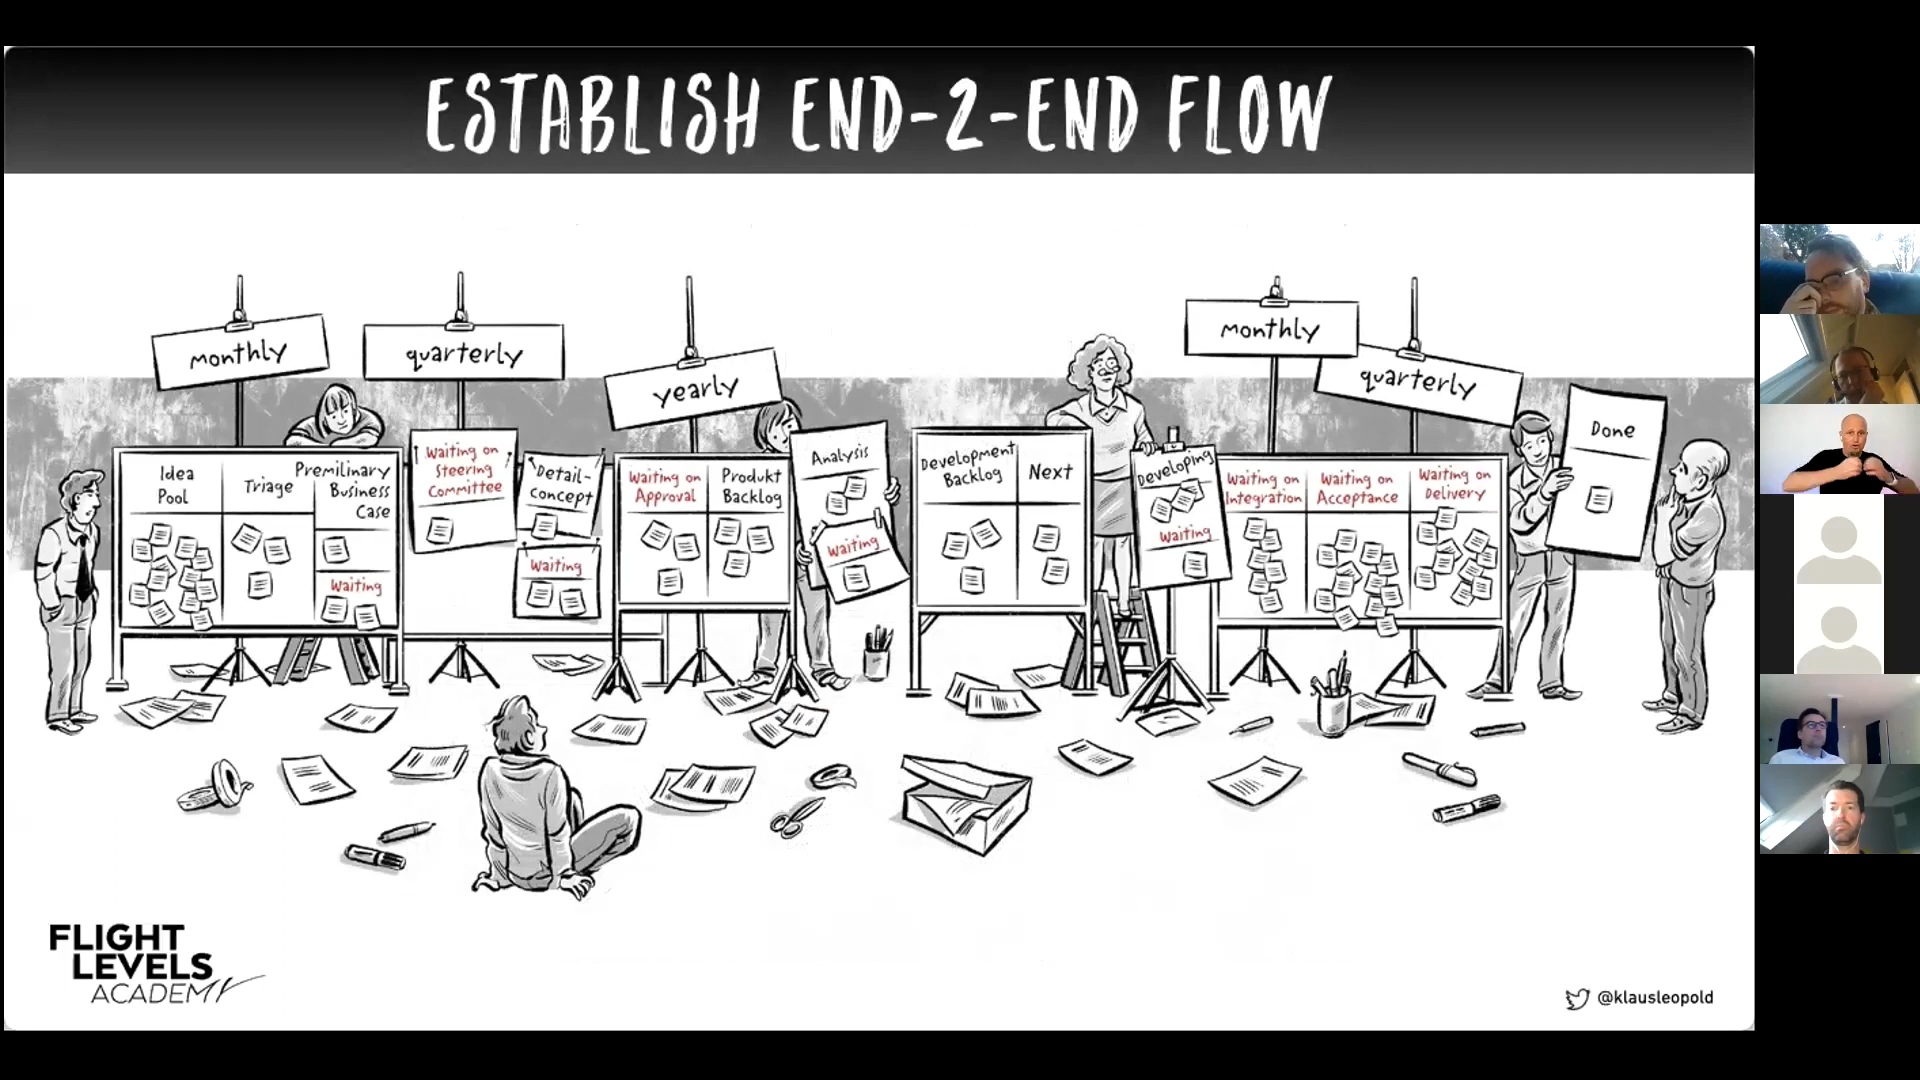 ESTABLISH END-2-END FLOW
monthly
quarterly
yearly
monthly
quarterly
Idea
Pool
Triage
Premilinary
Business
Case
Waiting
Waiting on
Steering
Committee
Detail-
concept
Waiting
Waiting on
Approval
Produkt
Backlog
Analysis
Waiting
Development
Backlog
Next
Developing
Waiting
Waiting on
Integration
Waiting on
Acceptance
Waiting on
Delivery
Done
FLIGHT
LEVELS
ACADEMY
@klausleopold